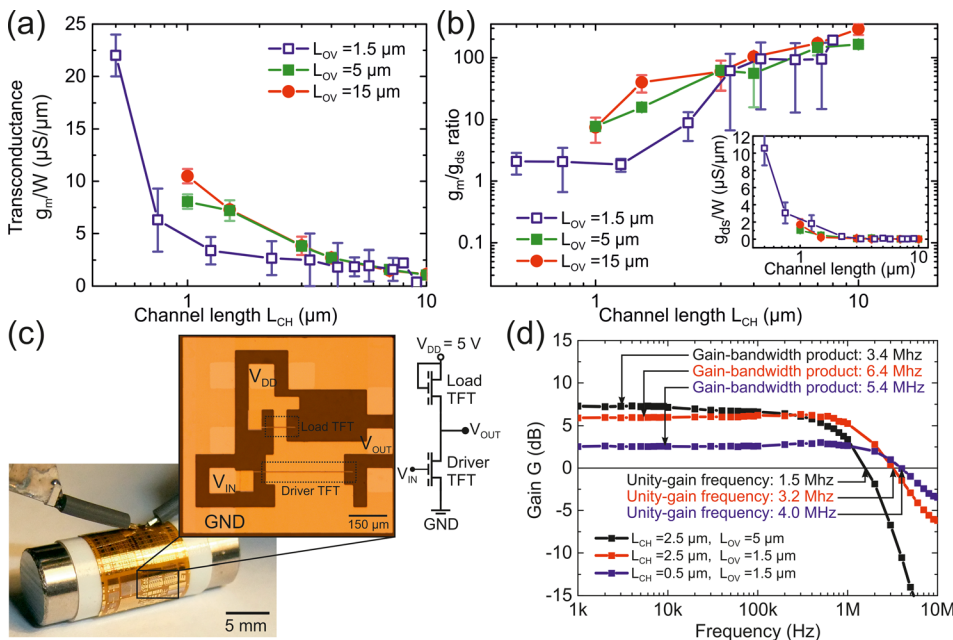 (a)
25
20
15
10
5
0
Transconductance
g_m/W (µS/µm)
L_OV =1.5 µm
L_OV =5 µm
L_OV =15 µm
1
10
Channel length L_CH (µm)
(b)
100
10
1
0.1
g_m/g_ds ratio
L_OV =1.5 µm
L_OV =5 µm
L_OV =15 µm
12
10
8
6
4
2
0
g_ds/W (µS/µm)
1
10
Channel length (µm)
1
10
Channel length L_CH (µm)
(c)
V_DD
Load TFT
V_OUT
V_IN
Driver TFT
GND
150 µm
5 mm
V_DD = 5 V
Load
TFT
V_OUT
V_IN
Driver
TFT
GND
(d)
15
10
5
0
-5
-10
-15
Gain G (dB)
Gain-bandwidth product: 3.4 Mhz
Gain-bandwidth product: 6.4 Mhz
Gain-bandwidth product: 5.4 MHz
Unity-gain frequency: 1.5 Mhz
Unity-gain frequency: 3.2 Mhz
Unity-gain frequency: 4.0 MHz
L_CH =2.5 µm, L_OV =5 µm
L_CH =2.5 µm, L_OV =1.5 µm
L_CH =0.5 µm, L_OV =1.5 µm
1k
10k
100k
1M
10M
Frequency (Hz)